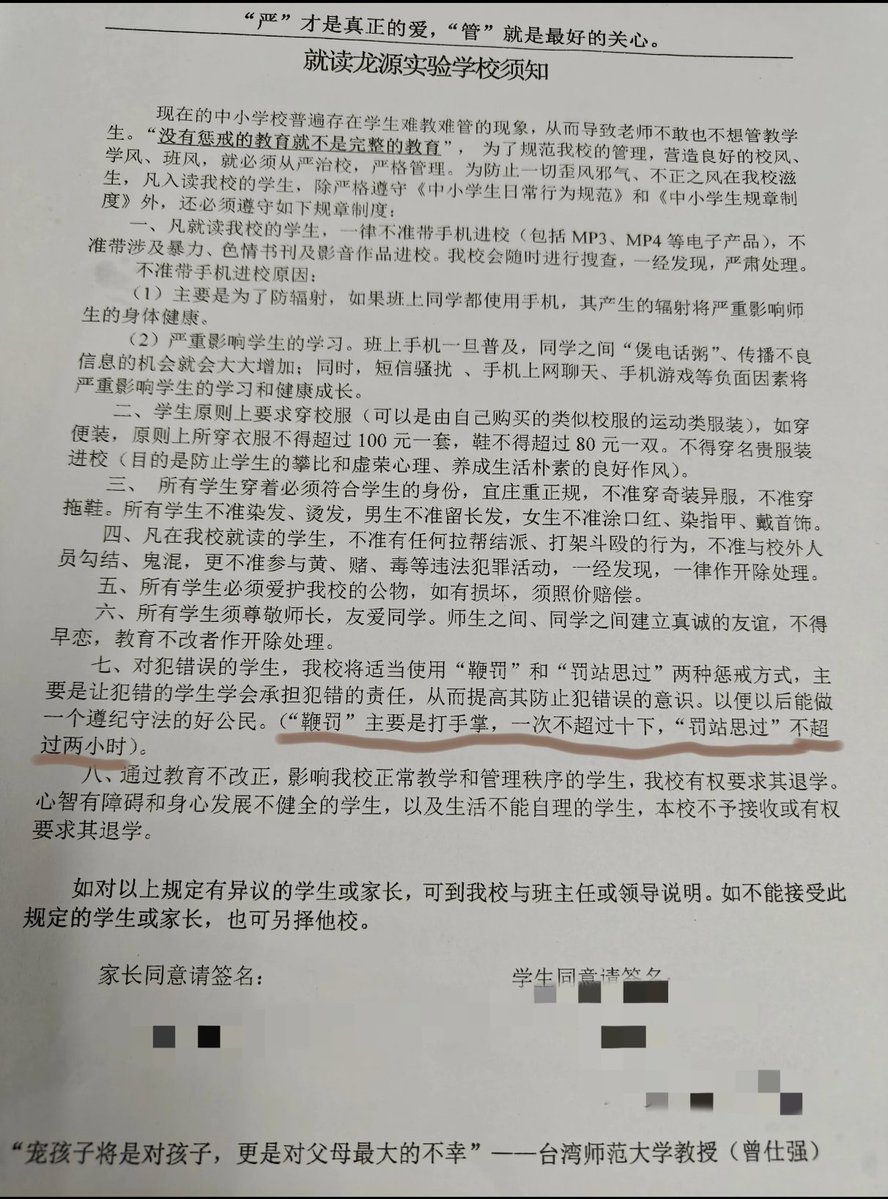 “严”才是真正的爱，“管”就是最好的关心。
就读龙源实验学校须知
现在的中小学校普遍存在学生难教难管的现象，从而导致老师不敢也不想管教学
生。“没有惩戒的教育就不是完整的教育”，为了规范我校的管理，营造良好的校风、
学风、班风，就必须从严治校，严格管理。为防止一切歪风邪气、不正之风在我校滋
生，凡入读我校的学生，除严格遵守《中小学生日常行为规范》和《中小学生规章制
度》外，还必须遵守如下规章制度：
一、凡就读我校的学生，一律不准带手机进校（包括 MP3、MP4 等电子产品），不
准带涉及暴力、色情书刊及影音作品进校。我校会随时进行搜查，一经发现，严肃处理。
不准带手机进校原因：
（1）主要是为了防辐射，如果班上同学都使用手机，其产生的辐射将严重影响师
生的身体健康。
（2）严重影响学生的学习。班上手机一旦普及，同学之间“煲电话粥”、传播不良
信息的机会就会大大增加；同时，短信骚扰 、手机上网聊天、手机游戏等负面因素将
严重影响学生的学习和健康成长。
二、学生原则上要求穿校服（可以是由自己购买的类似校服的运动类服装），如穿
便装，原则上所穿衣服不得超过 100 元一套，鞋不得超过 80 元一双。不得穿名贵服装
进校（目的是防止学生的攀比和虚荣心理、养成生活朴素的良好作风）。
三、 所有学生穿着必须符合学生的身份，宜庄重正规，不准穿奇装异服，不准穿
拖鞋。所有学生不准染发、烫发，男生不准留长发，女生不准涂口红、染指甲、戴首饰。
四、凡在我校就读的学生，不准有任何拉帮结派、打架斗殴的行为，不准与校外人
员勾结、鬼混，更不准参与黄、赌、毒等违法犯罪活动，一经发现，一律作开除处理。
五、所有学生必须爱护我校的公物，如有损坏，须照价赔偿。
六、所有学生须尊敬师长，友爱同学。师生之间、同学之间建立真诚的友谊，不得
早恋，教育不改者作开除处理。
七、对犯错误的学生，我校将适当使用“鞭罚”和“罚站思过”两种惩戒方式，主
要是让犯错的学生学会承担犯错的责任，从而提高其防止犯错误的意识。以便以后能做
一个遵纪守法的好公民。（“鞭罚”主要是打手掌，一次不超过十下，“罚站思过”不超
过两小时）。
八、通过教育不改正，影响我校正常教学和管理秩序的学生，我校有权要求其退学。
心智有障碍和身心发展不健全的学生，以及生活不能自理的学生，本校不予接收或有权
要求其退学。
如对以上规定有异议的学生或家长，可到我校与班主任或领导说明。如不能接受此
规定的学生或家长，也可另择他校。
家长同意请签名：
学生同意请签名
“宠孩子将是对孩子，更是对父母最大的不幸”——台湾师范大学教授（曾仕强）